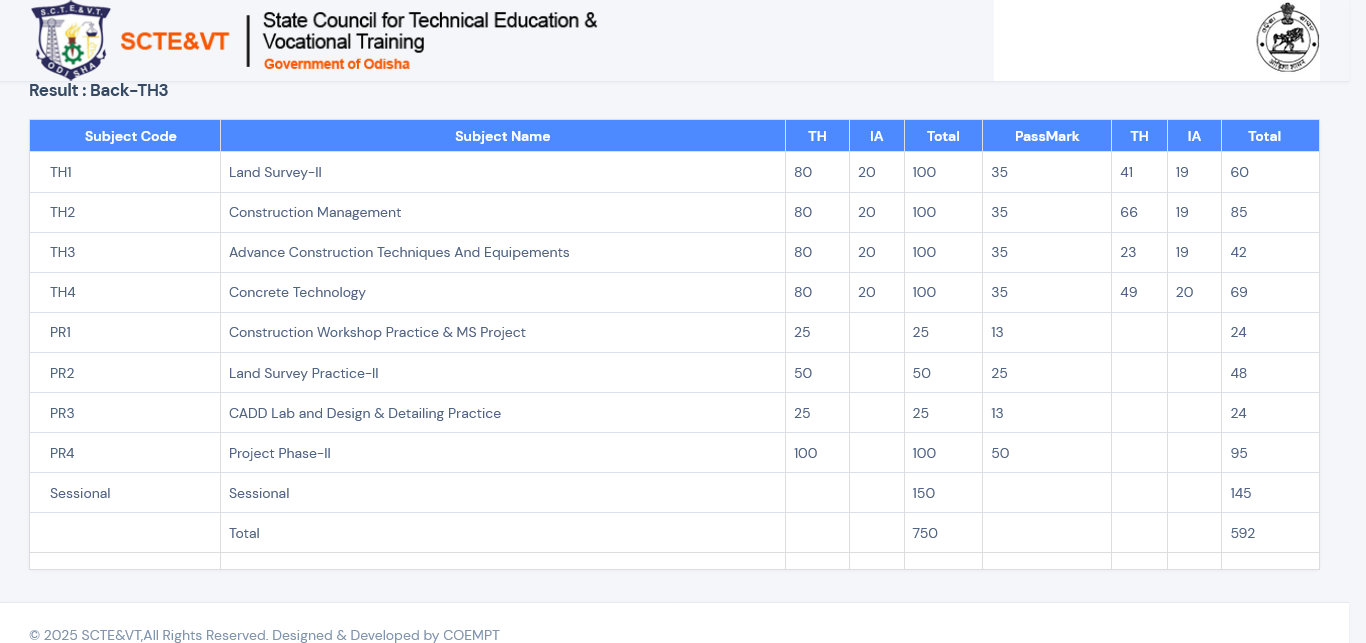 S.C.T.E.&V.T.
ODISHA
SCTE&VT
State Council for Technical Education &
Vocational Training
Government of Odisha
Result : Back-TH3
Subject Code Subject Name TH IA Total PassMark TH IA Total
TH1 Land Survey-II 80 20 100 35 41 19 60
TH2 Construction Management 80 20 100 35 66 19 85
TH3 Advance Construction Techniques And Equipements 80 20 100 35 23 19 42
TH4 Concrete Technology 80 20 100 35 49 20 69
PR1 Construction Workshop Practice & MS Project 25 25 13 24
PR2 Land Survey Practice-II 50 50 25 48
PR3 CADD Lab and Design & Detailing Practice 25 25 13 24
PR4 Project Phase-II 100 100 50 95
Sessional Sessional 150 145
Total 750 592
© 2025 SCTE&VT,All Rights Reserved. Designed & Developed by COEMPT